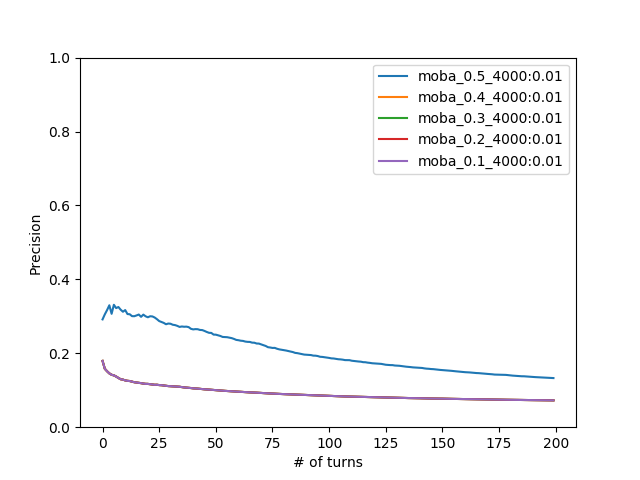 1.0
0.8
0.6
0.4
0.2
0.0
Precision
moba_0.5_4000:0.01
moba_0.4_4000:0.01
moba_0.3_4000:0.01
moba_0.2_4000:0.01
moba_0.1_4000:0.01
0 25 50 75 100 125 150 175 200
# of turns